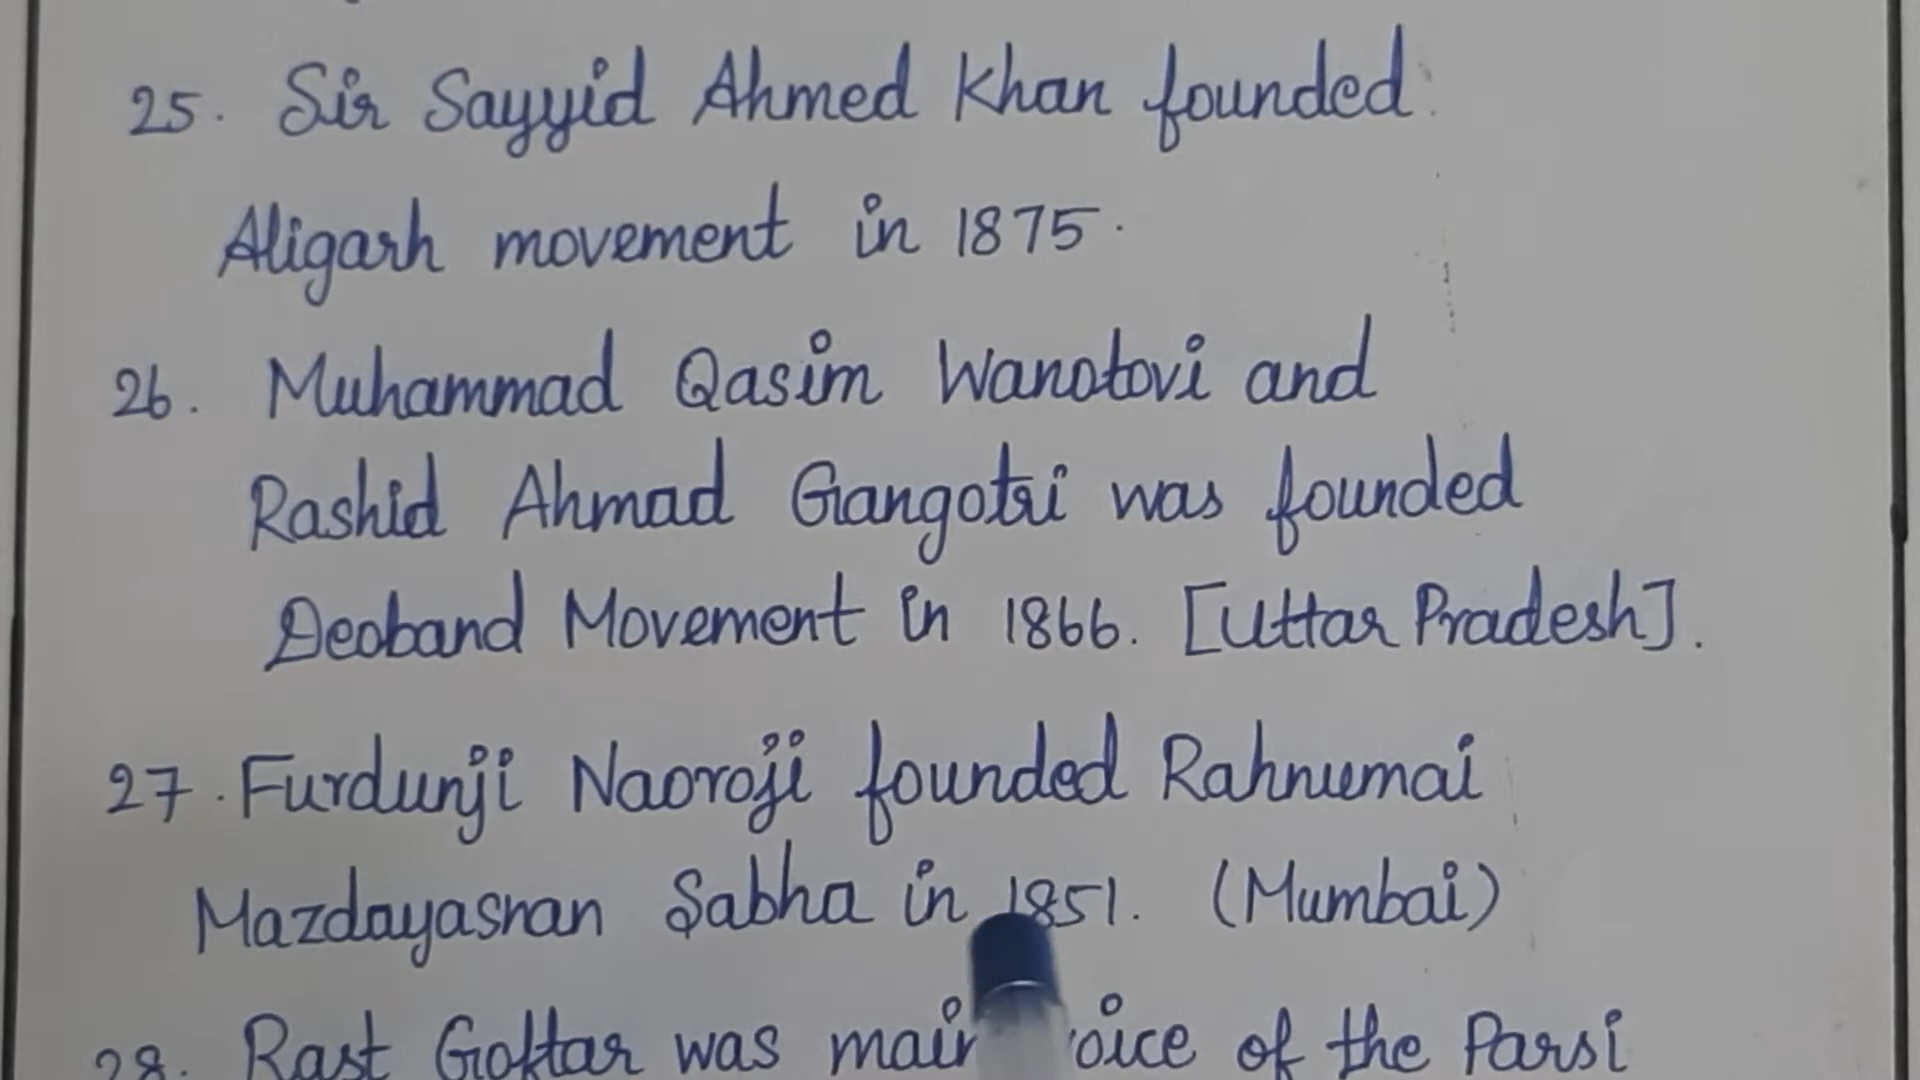 25. Sir Sayyid Ahmed Khan founded
Aligarh movement in 1875.
26. Muhammad Qasim Wanotovi and
Rashid Ahmad Gangotri was founded
Deoband Movement in 1866. [Uttar Pradesh].
27. Furdunji Naoroji founded Rahnumai
Mazdayasnan Sabha in 1851. (Mumbai)
28. Rast Goftar was of the Parsi